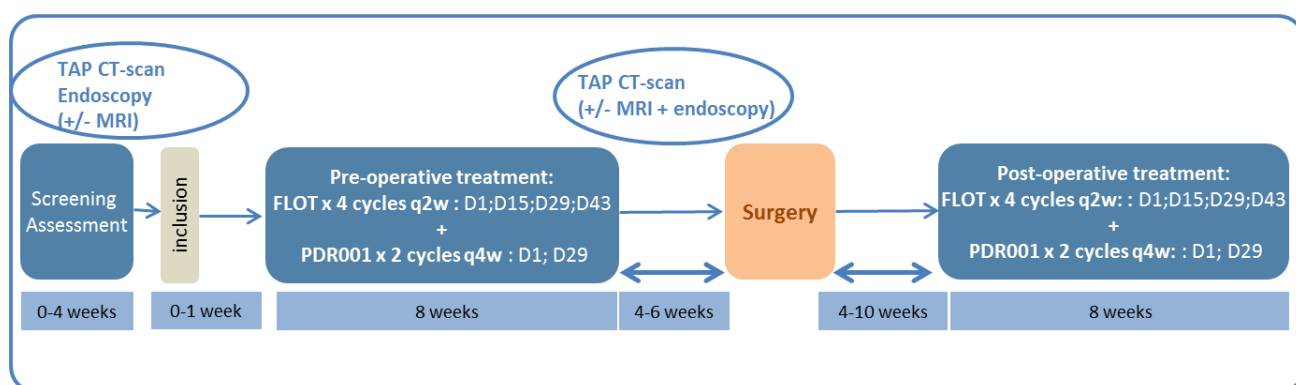 TAP CT-scan
Endoscopy
(+/- MRI)
TAP CT-scan
(+/- MRI + endoscopy)
Screening
Assessment
inclusion
Pre-operative treatment:
FLOT x 4 cycles q2w : : D1;D15;D29;D43
+
PDR001 x 2 cycles q4w : D1; D29
Surgery
Post-operative treatment:
FLOT x 4 cycles q2w: : D1;D15;D29;D43
+
PDR001 x 2 cycles q4w: : D1; D29
0-4 weeks
0-1 week
8 weeks
4-6 weeks
4-10 weeks
8 weeks